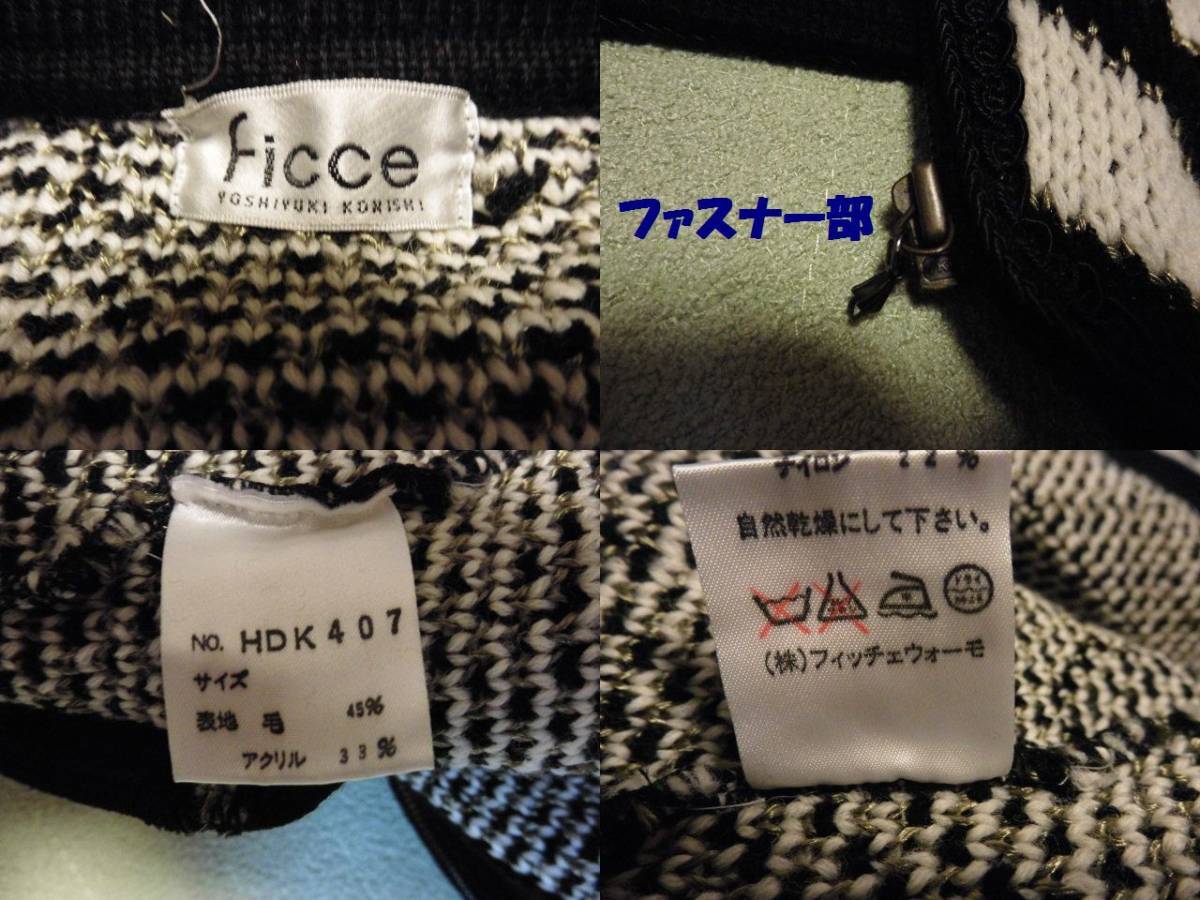 ficce
YOSHIYUKI KONISHI
ファスナー部
NO. HDK407
サイズ
表地 毛 45%
アクリル 33%
ナイロン 22%
自然乾燥にして下さい。
ドライ
(株)フィッチェウォーモ